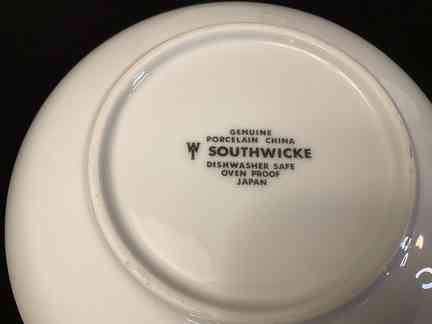 GENUINE
PORCELAIN CHINA
SOUTHWICKE
DISHWASHER SAFE
OVEN PROOF
JAPAN